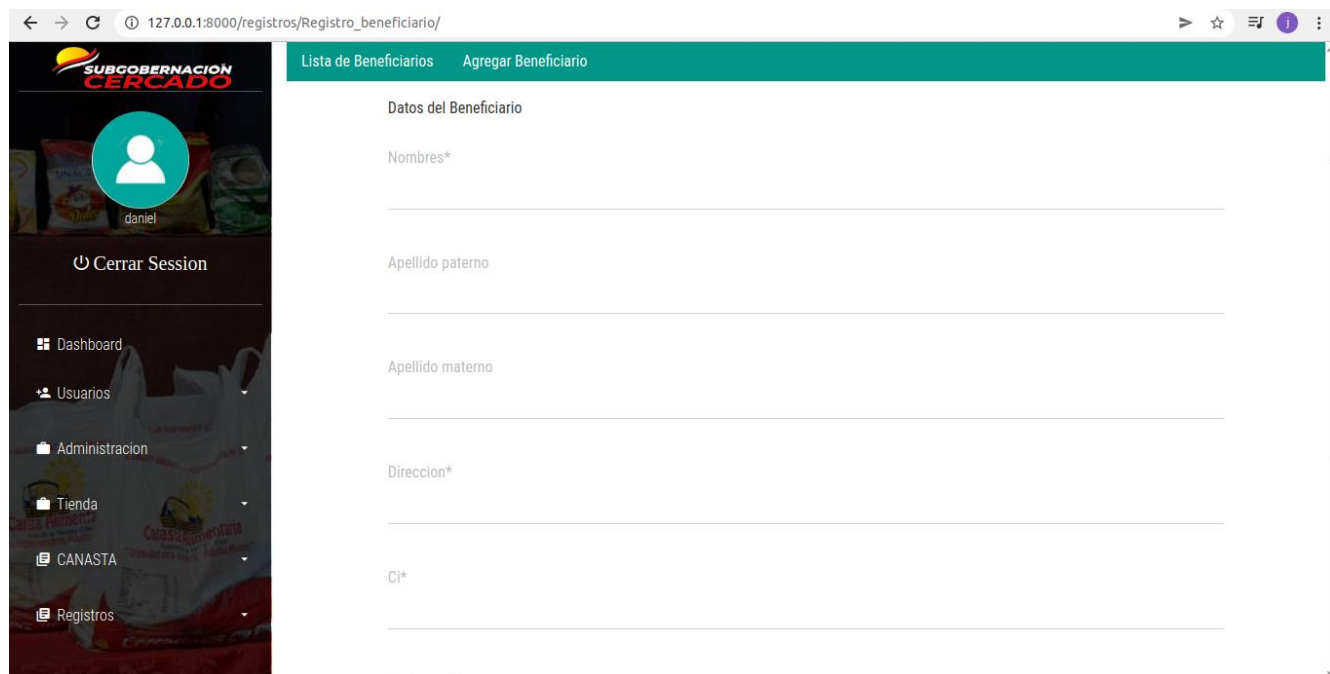 127.0.0.1:8000/registros/Registro_beneficiario/
j
SUBGOBERNACION
CERCADO
Lista de Beneficiarios Agregar Beneficiario
daniel
Cerrar Session
Dashboard
Usuarios
Administracion
Tienda
CANASTA
Registros
Datos del Beneficiario
Nombres*
Apellido paterno
Apellido materno
Direccion*
Ci*